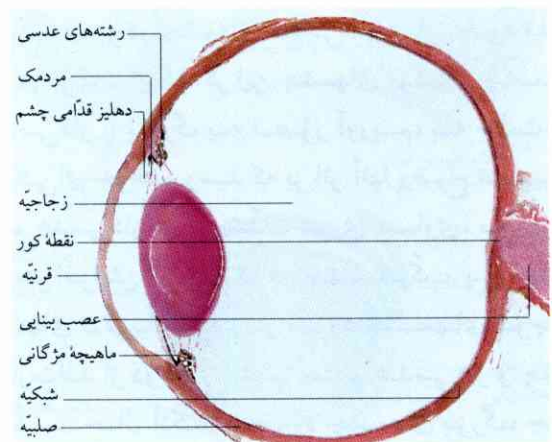 رشته‌های عدسی
مردمک
دهلیز قدّامی چشم
زجاجیّه
نقطهٔ کور
قرنیّه
عصب بینایی
ماهیچهٔ مژگانی
شبکیّه
صلبیّه